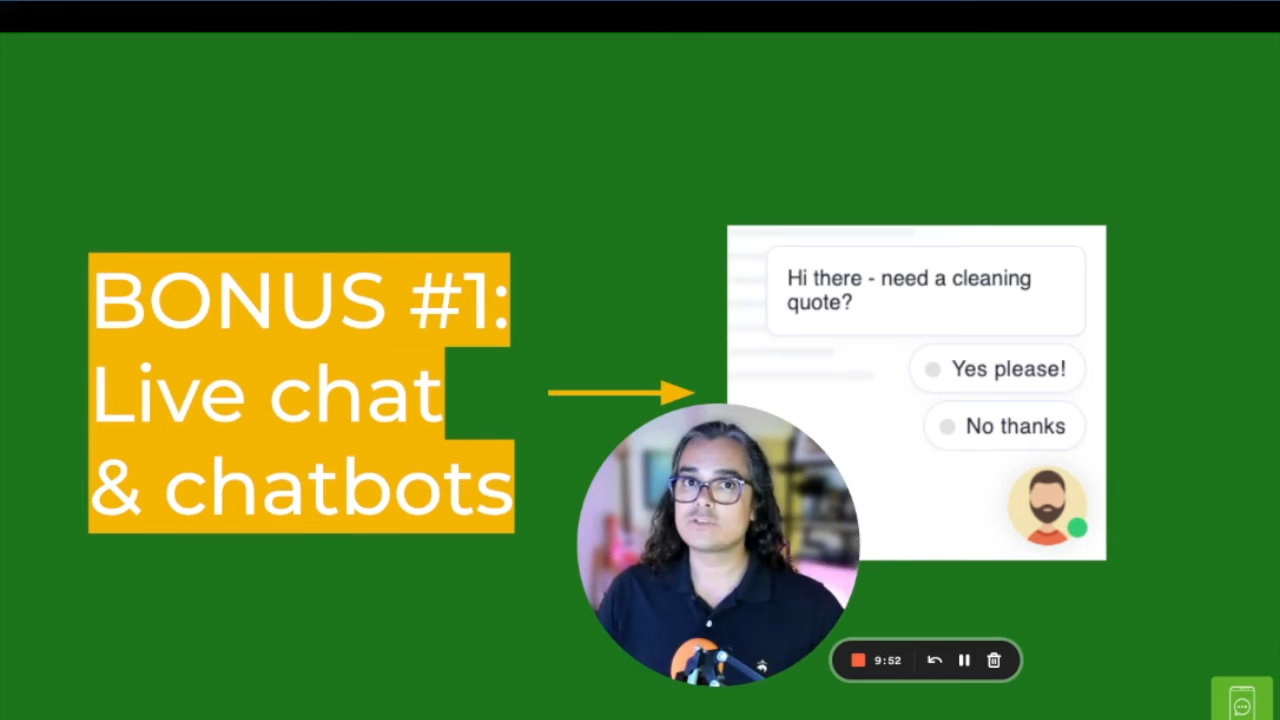 BONUS #1:
Live chat
& chatbots
Hi there - need a cleaning
quote?
Yes please!
No thanks
9:52